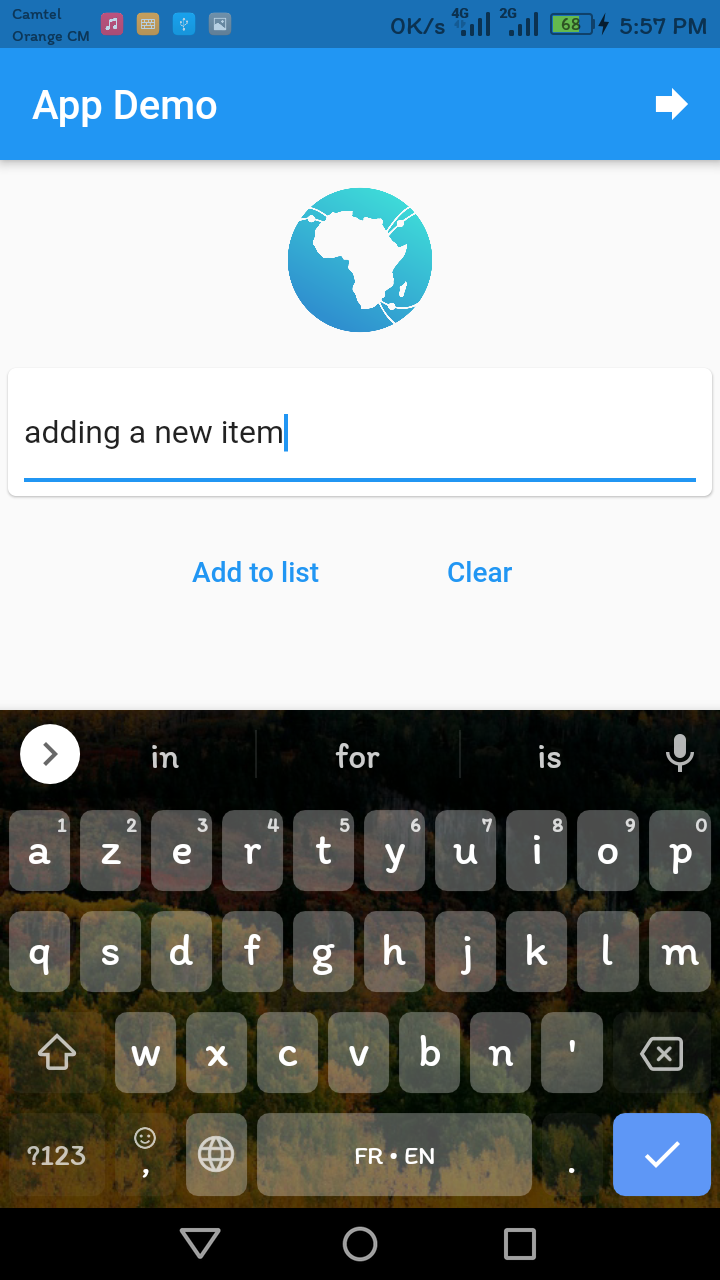 Camtel
Orange CM
0K/s 4G 2G 68 5:57 PM
App Demo
adding a new item
Add to list Clear
in for is
1 2 3 4 5 6 7 8 9 0
a z e r t y u i o p
q s d f g h j k l m
w x c v b n '
?123 , FR • EN .